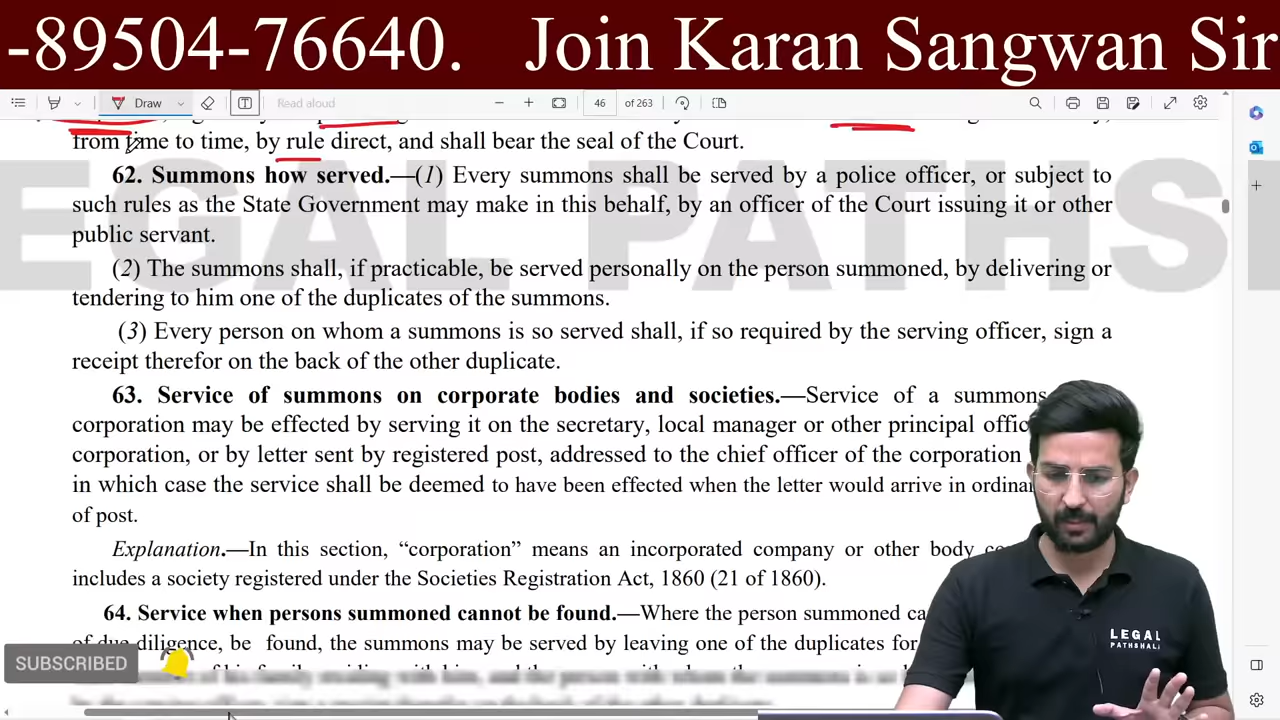 -89504-76640. Join Karan Sangwan Sir
Draw
Read aloud
46 of 263
from time to time, by rule direct, and shall bear the seal of the Court.
62. Summons how served.—(1) Every summons shall be served by a police officer, or subject to
such rules as the State Government may make in this behalf, by an officer of the Court issuing it or other
public servant.
(2) The summons shall, if practicable, be served personally on the person summoned, by delivering or
tendering to him one of the duplicates of the summons.
(3) Every person on whom a summons is so served shall, if so required by the serving officer, sign a
receipt therefor on the back of the other duplicate.
63. Service of summons on corporate bodies and societies.—Service of a summons
corporation may be effected by serving it on the secretary, local manager or other principal
corporation, or by letter sent by registered post, addressed to the chief officer of the corporation
in which case the service shall be deemed to have been effected when the letter would arrive in
of post.
Explanation.—In this section, “corporation” means an incorporated company or other body
includes a society registered under the Societies Registration Act, 1860 (21 of 1860).
64. Service when persons summoned cannot be found.—Where the person summoned
of due diligence, be found, the summons may be served by leaving one of the duplicates for
SUBSCRIBED
EGAL PATHS
LEGAL
PATHSHALA